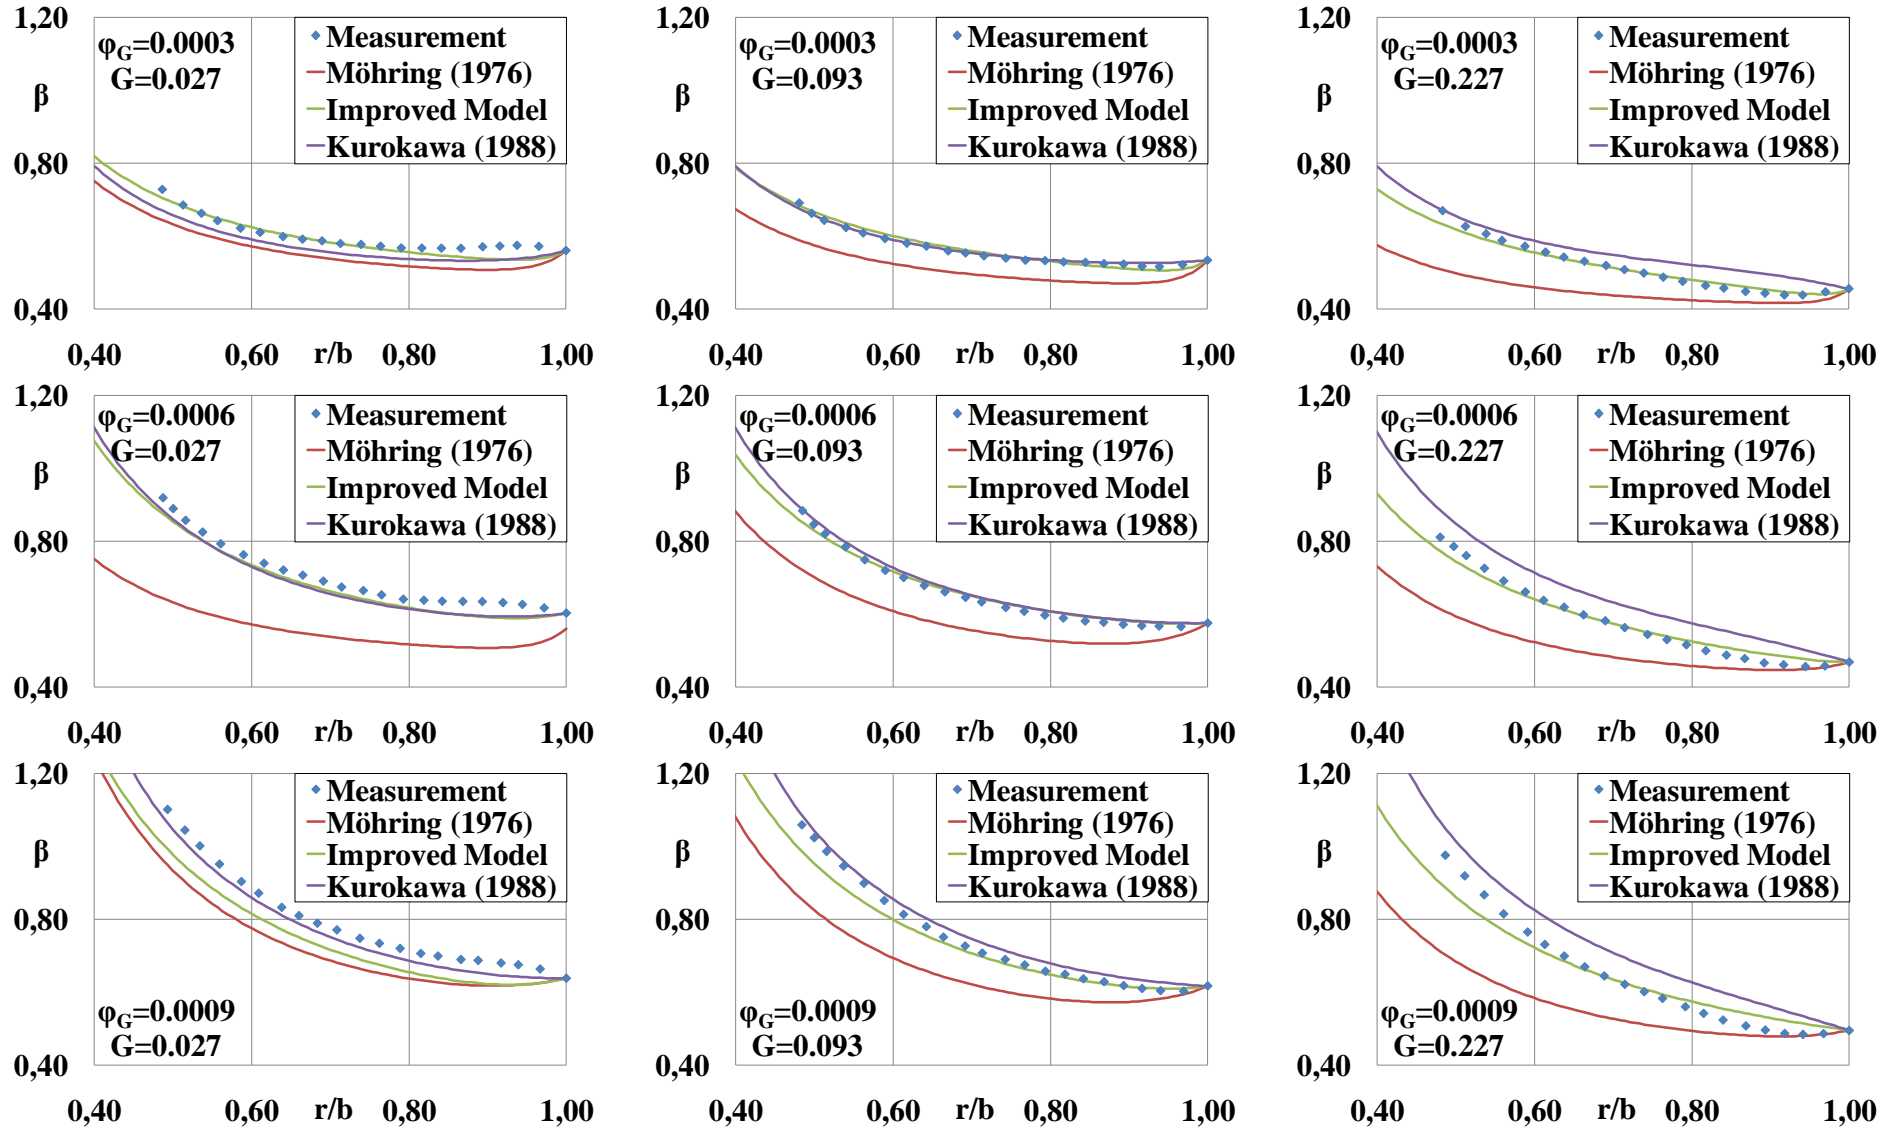 1,20
φG=0.0003
G=0.027
β
0,80
0,40
Measurement
Möhring (1976)
Improved Model
Kurokawa (1988)
0,40 0,60 r/b 0,80 1,00
1,20
φG=0.0003
G=0.093
β
0,80
0,40
Measurement
Möhring (1976)
Improved Model
Kurokawa (1988)
0,40 0,60 r/b 0,80 1,00
1,20
φG=0.0003
G=0.227
β
0,80
0,40
Measurement
Möhring (1976)
Improved Model
Kurokawa (1988)
0,40 0,60 r/b 0,80 1,00
1,20
φG=0.0006
G=0.027
β
0,80
0,40
Measurement
Möhring (1976)
Improved Model
Kurokawa (1988)
0,40 0,60 r/b 0,80 1,00
1,20
φG=0.0006
G=0.093
β
0,80
0,40
Measurement
Möhring (1976)
Improved Model
Kurokawa (1988)
0,40 0,60 r/b 0,80 1,00
1,20
φG=0.0006
G=0.227
β
0,80
0,40
Measurement
Möhring (1976)
Improved Model
Kurokawa (1988)
0,40 0,60 r/b 0,80 1,00
1,20
Measurement
Möhring (1976)
Improved Model
Kurokawa (1988)
β
0,80
φG=0.0009
G=0.027
0,40
0,40 0,60 r/b 0,80 1,00
1,20
Measurement
Möhring (1976)
Improved Model
Kurokawa (1988)
β
0,80
φG=0.0009
G=0.093
0,40
0,40 0,60 r/b 0,80 1,00
1,20
Measurement
Möhring (1976)
Improved Model
Kurokawa (1988)
β
0,80
φG=0.0009
G=0.227
0,40
0,40 0,60 r/b 0,80 1,00